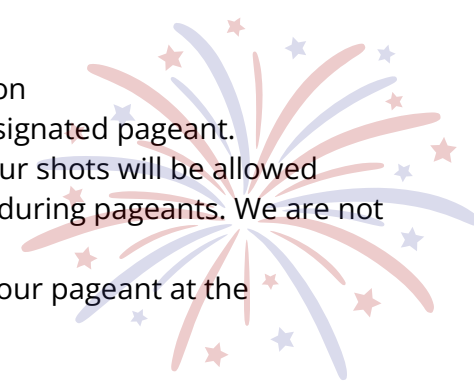 on
signated pageant.
ur shots will be allowed
during pageants. We are not
our pageant at the